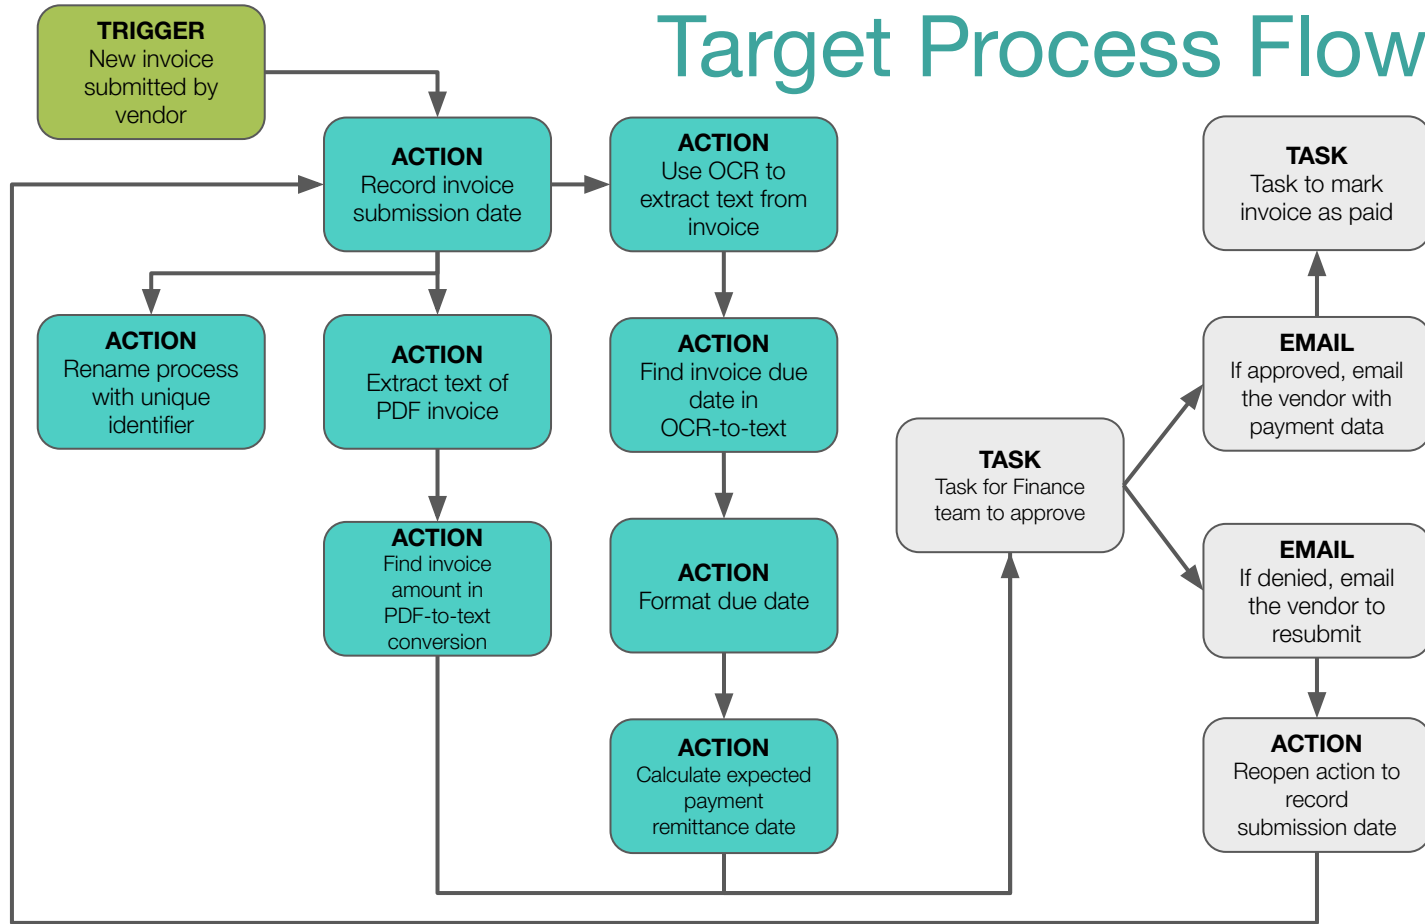 Target Process Flow
TRIGGER
New invoice
submitted by
vendor
ACTION
Record invoice
submission date
ACTION
Use OCR to
extract text from
invoice
TASK
Task to mark
invoice as paid
ACTION
Rename process
with unique
identifier
ACTION
Extract text of
PDF invoice
ACTION
Find invoice due
date in
OCR-to-text
EMAIL
If approved, email
the vendor with
payment data
TASK
Task for Finance
team to approve
ACTION
Find invoice
amount in
PDF-to-text
conversion
ACTION
Format due date
EMAIL
If denied, email
the vendor to
resubmit
ACTION
Calculate expected
payment
remittance date
ACTION
Reopen action to
record
submission date